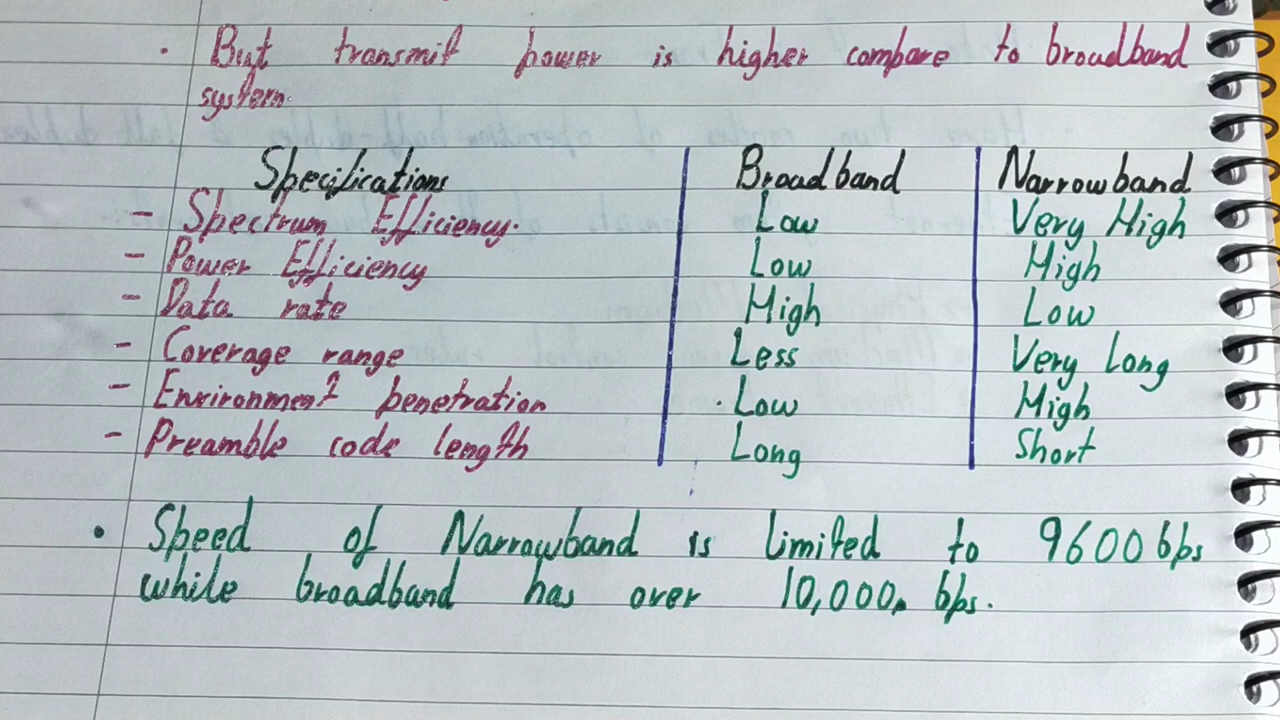 · But transmit power is higher compare to broadband
system.
Specifications Broadband Narrowband
- Spectrum Efficiency. Low Very High
- Power Efficiency Low High
- Data rate High Low
- Coverage range Less Very Long
- Environment penetration Low High
- Preamble code length Long Short
• Speed of Narrowband is limited to 9600 bps
while broadband has over 10,000 bps.